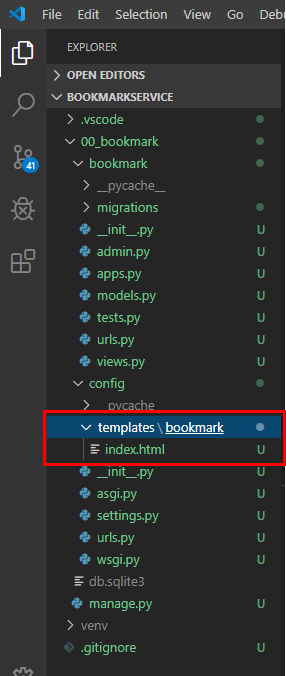 File Edit Selection View Go Debu
EXPLORER
OPEN EDITORS
BOOKMARKSERVICE
.vscode
00_bookmark
bookmark
__pycache__
migrations
__init__.py U
admin.py U
apps.py U
models.py U
tests.py U
urls.py U
views.py U
config
__pycache__
templates \ bookmark
index.html U
__init__.py U
asgi.py U
settings.py U
urls.py U
wsgi.py U
db.sqlite3
manage.py U
venv
.gitignore U
41